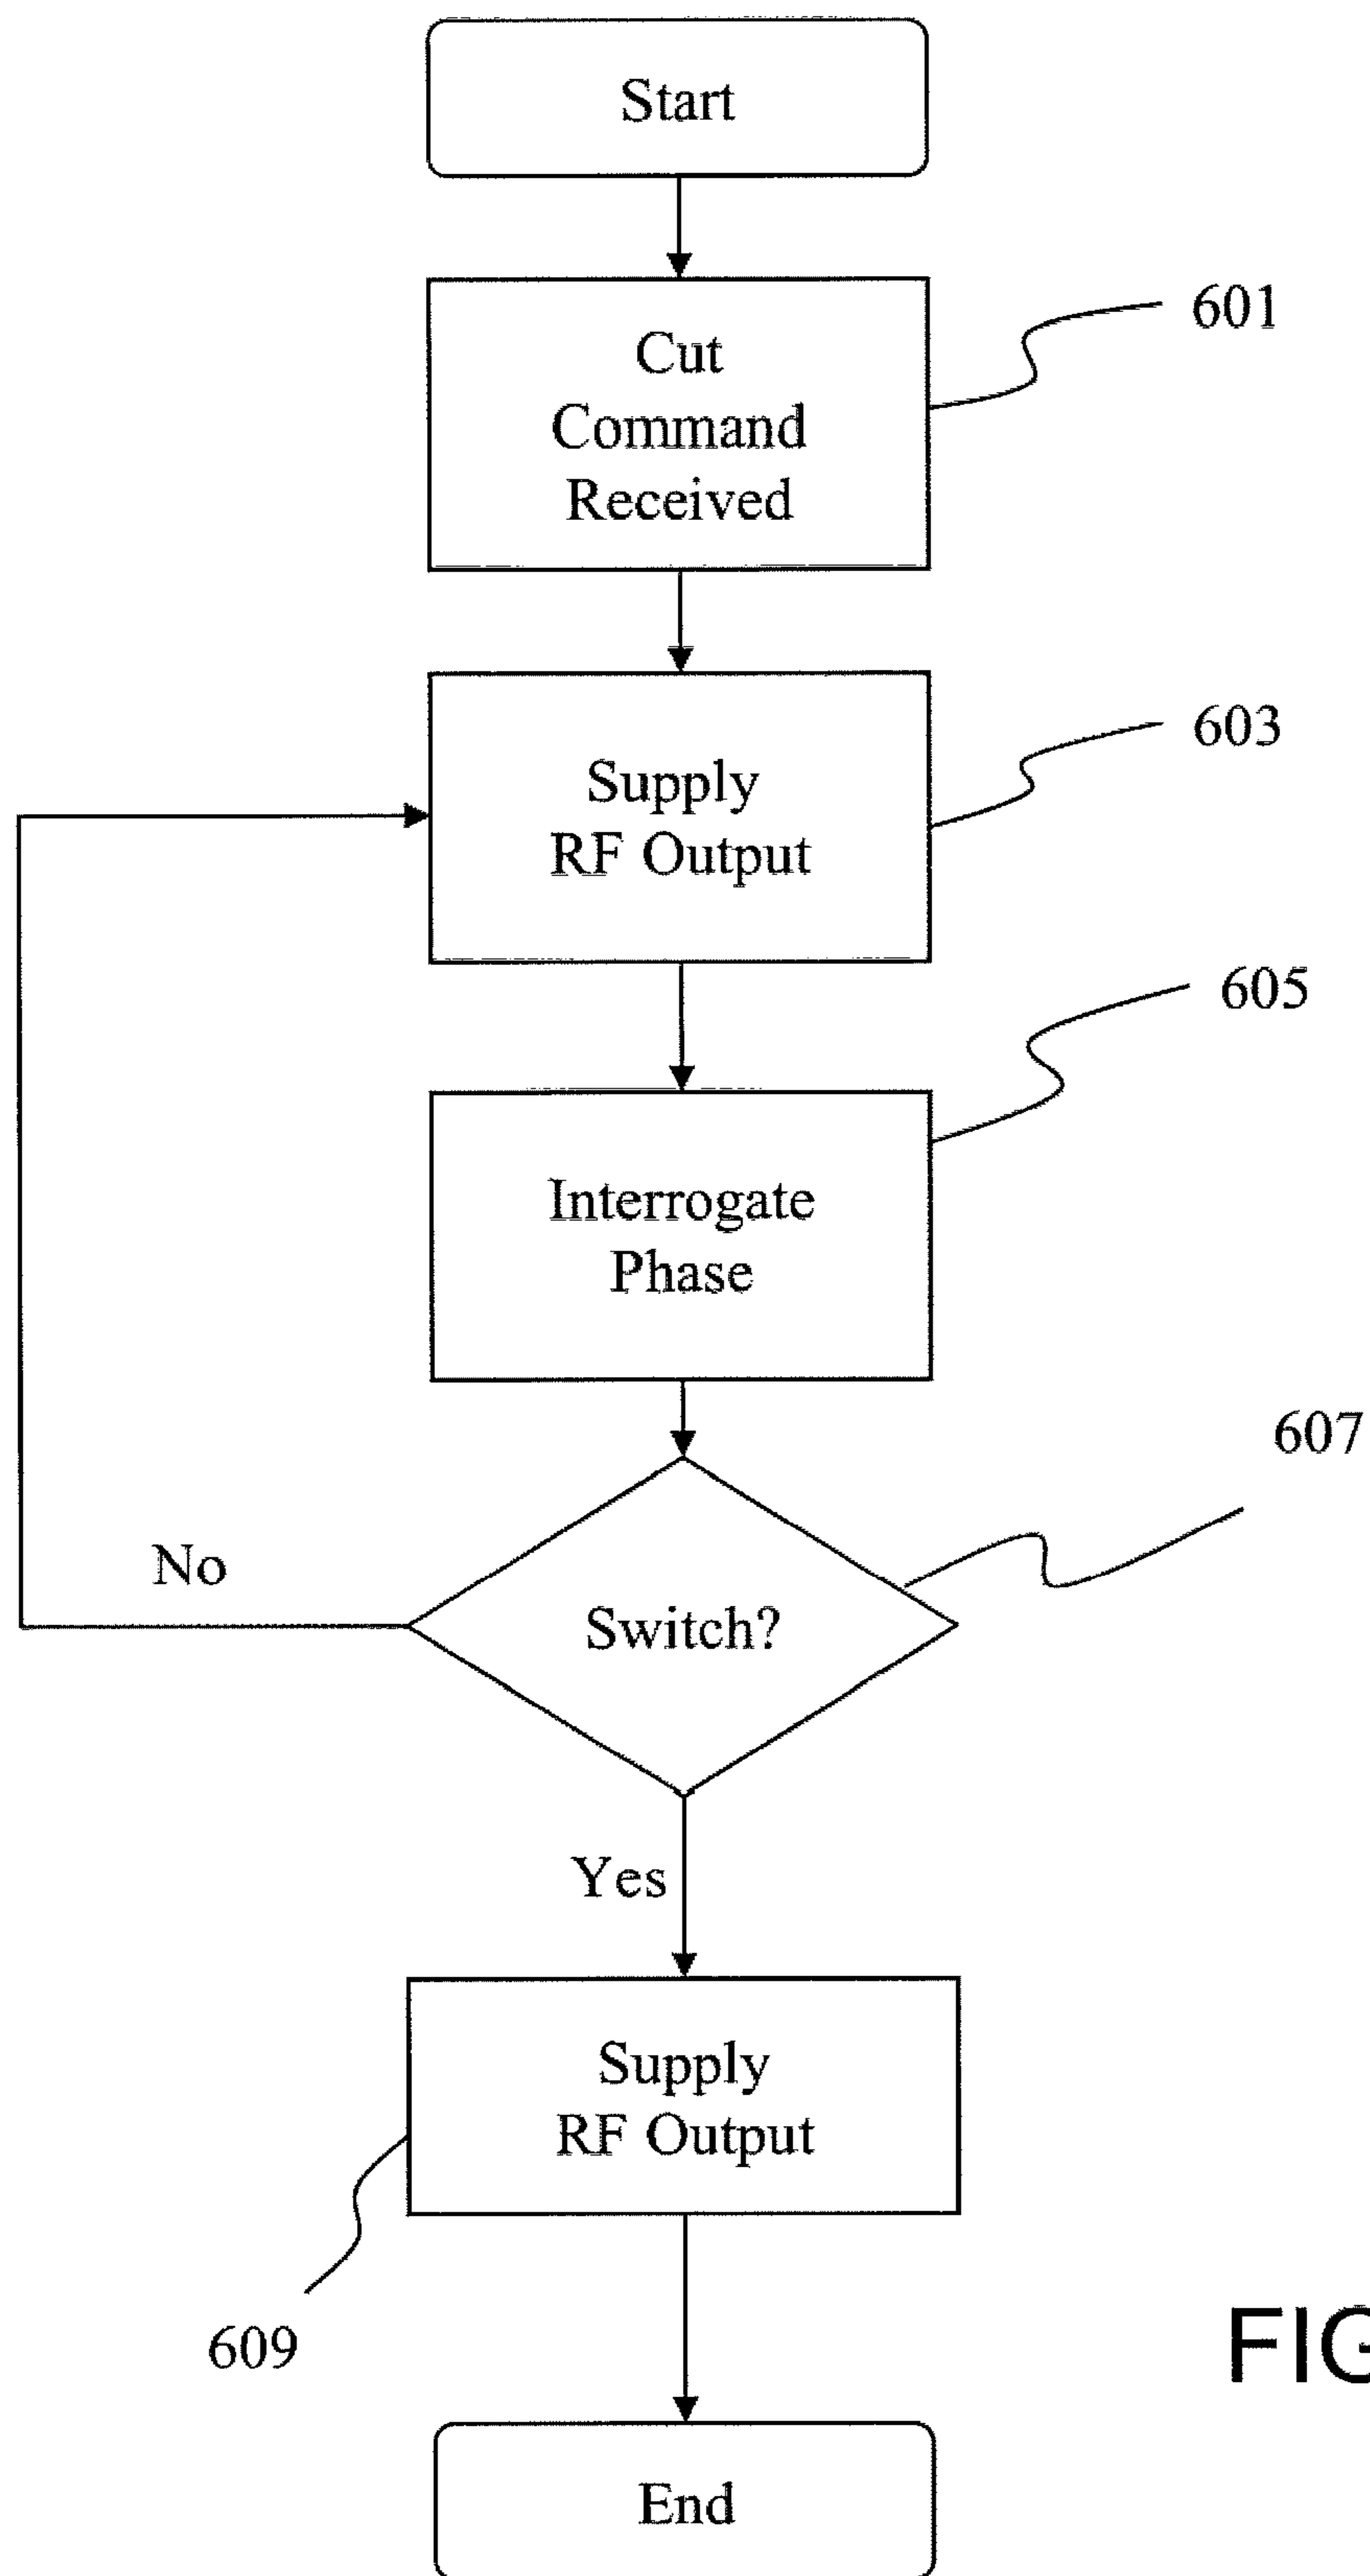 Start
Cut
Command
Received
601
Supply
RF Output
603
605
Interrogate
Phase
607
No
Switch?
Yes
Supply
RF Output
609
FIG
End